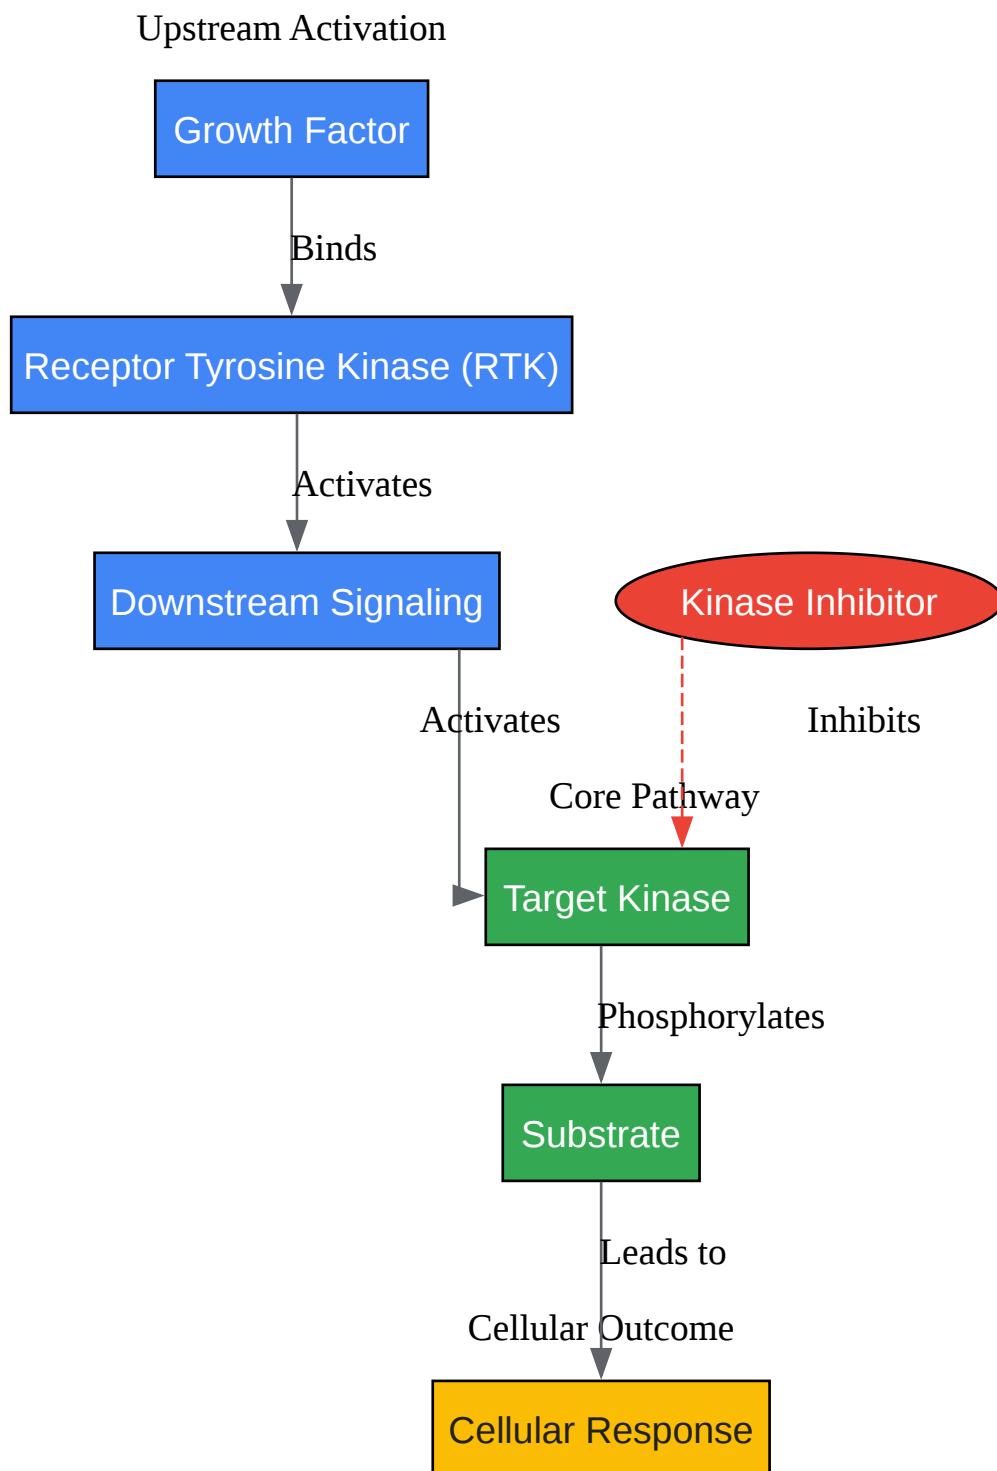 Upstream Activation
Growth Factor
Binds
Receptor Tyrosine Kinase (RTK)
Activates
Downstream Signaling
Kinase Inhibitor
Activates
Inhibits
Core Pathway
Target Kinase
Phosphorylates
Substrate
Leads to
Cellular Outcome
Cellular Response